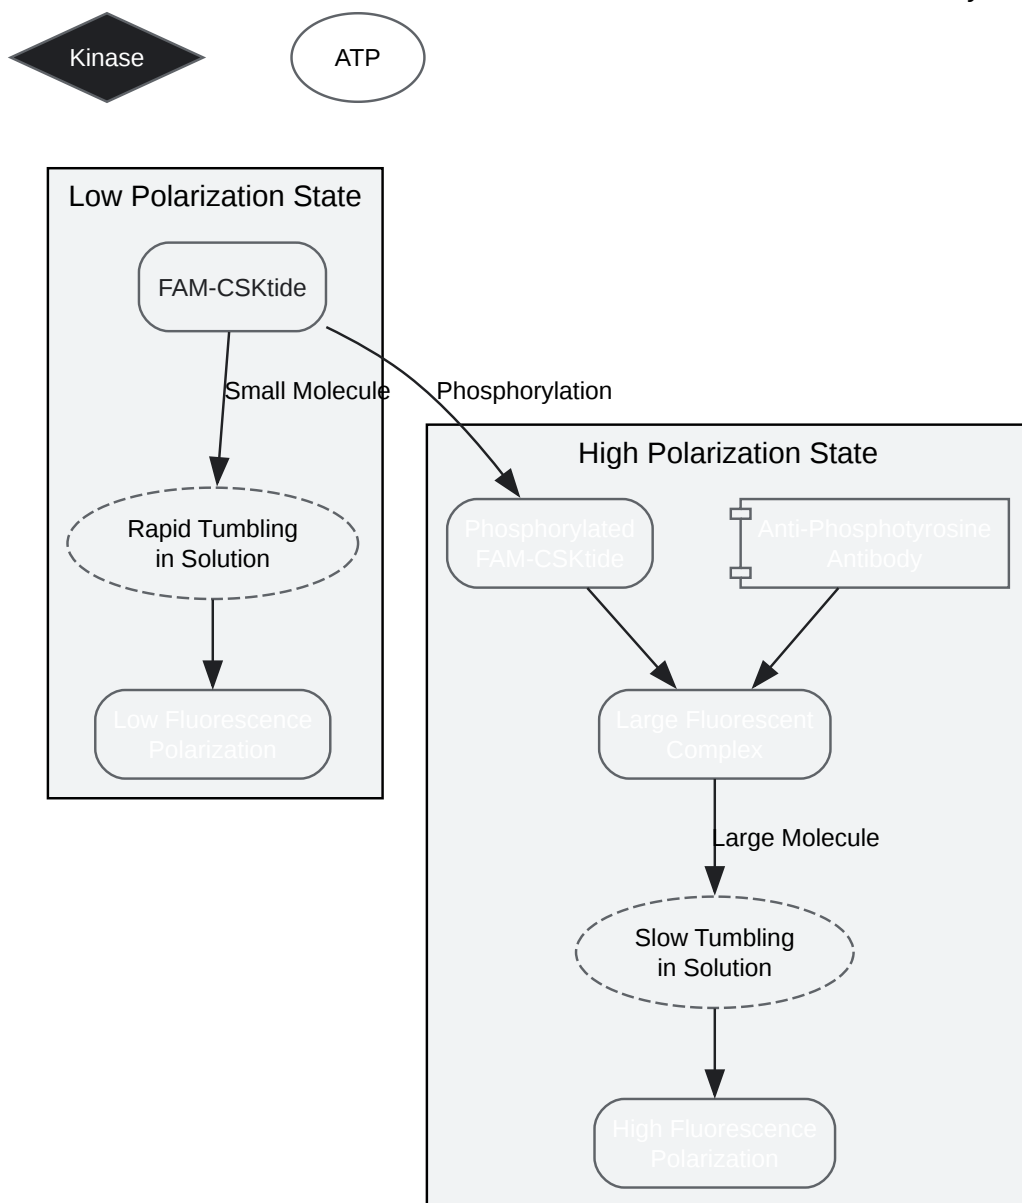 Kinase
ATP
Low Polarization State
FAM-CSKtide
Small Molecule
Phosphorylation
High Polarization State
Rapid Tumbling
in Solution
Phosphorylated
FAM-CSKtide
Anti-Phosphotyrosine
Antibody
Low Fluorescence
Polarization
Large Fluorescent
Complex
Large Molecule
Slow Tumbling
in Solution
High Fluorescence
Polarization